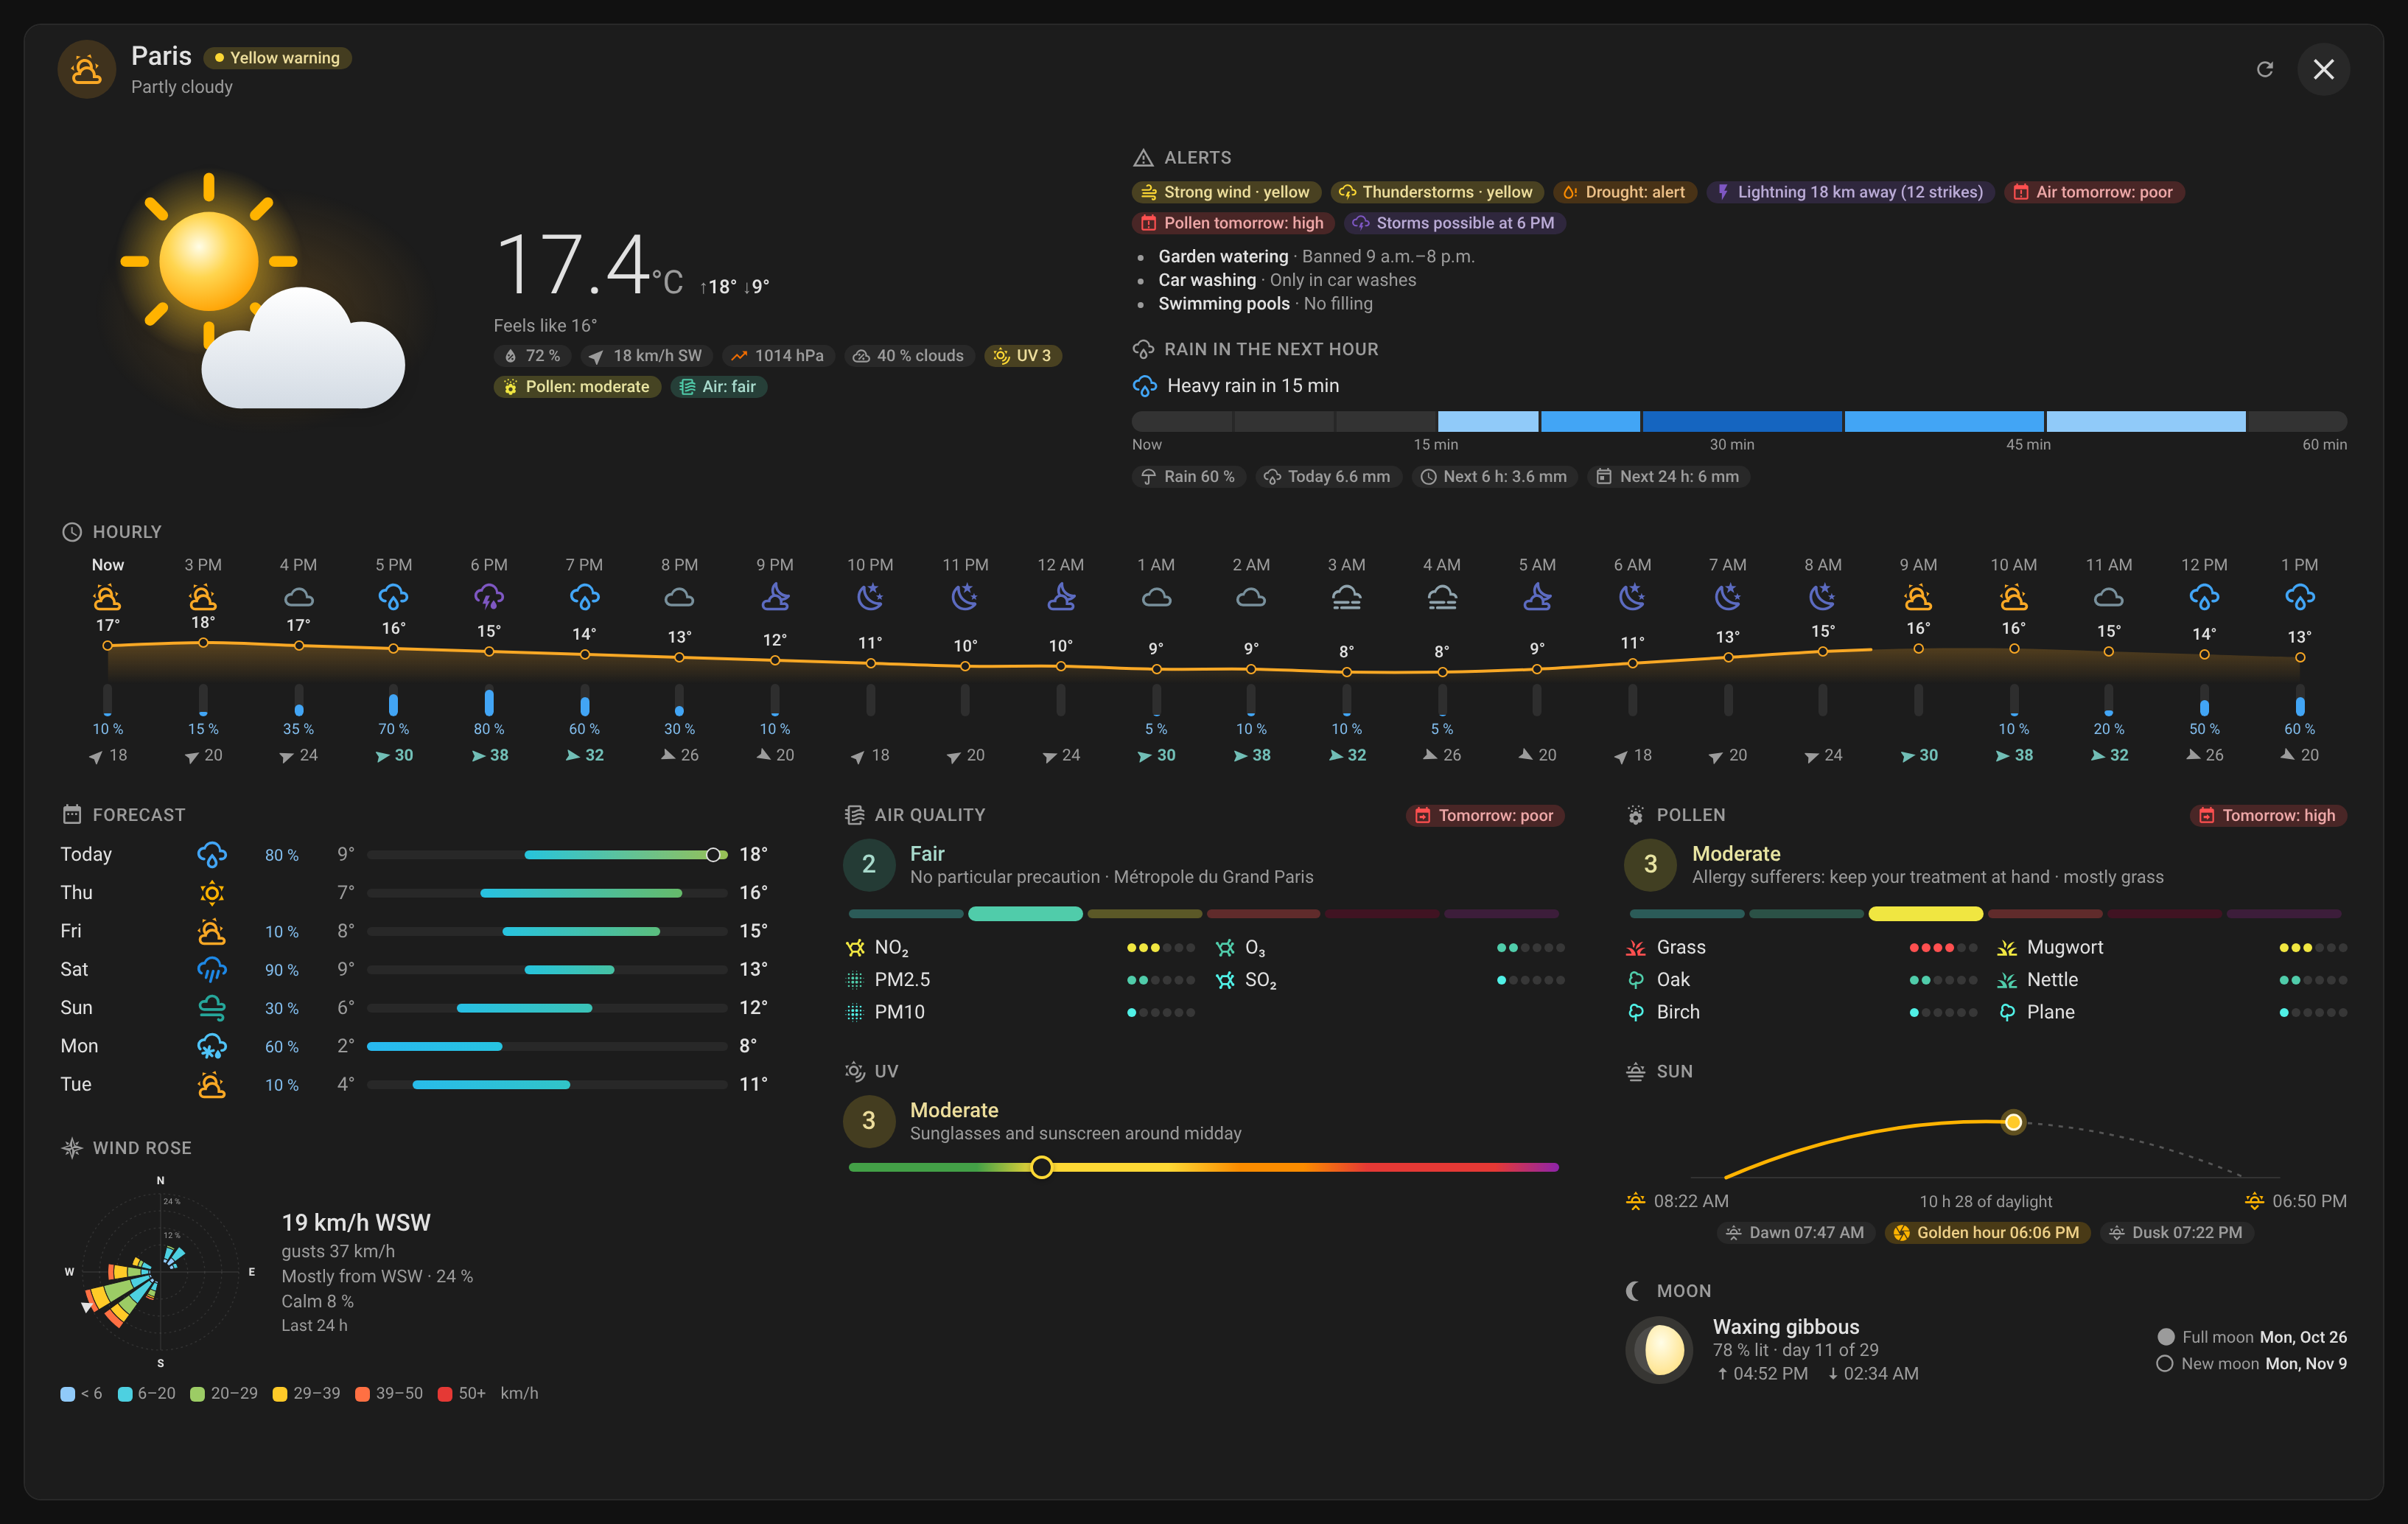 Paris
Yellow warning
Partly cloudy
17.4°C ↑18° ↓9°
Feels like 16°
72 %
18 km/h SW
1014 hPa
40 % clouds
UV 3
Pollen: moderate
Air: fair
ALERTS
Strong wind · yellow
Thunderstorms · yellow
Drought: alert
Lightning 18 km away (12 strikes)
Air tomorrow: poor
Pollen tomorrow: high
Storms possible at 6 PM
• Garden watering · Banned 9 a.m.–8 p.m.
• Car washing · Only in car washes
• Swimming pools · No filling
RAIN IN THE NEXT HOUR
Heavy rain in 15 min
Now 15 min 30 min 45 min 60 min
Rain 60 %
Today 6.6 mm
Next 6 h: 3.6 mm
Next 24 h: 6 mm
HOURLY
Now 3 PM 4 PM 5 PM 6 PM 7 PM 8 PM 9 PM 10 PM 11 PM 12 AM 1 AM 2 AM 3 AM 4 AM 5 AM 6 AM 7 AM 8 AM 9 AM 10 AM 11 AM 12 PM 1 PM
17° 18° 17° 16° 15° 14° 13° 12° 11° 10° 10° 9° 9° 8° 8° 9° 11° 13° 15° 16° 16° 15° 14° 13°
10 % 15 % 35 % 70 % 80 % 60 % 30 % 10 % 5 % 10 % 10 % 5 % 10 % 20 % 50 % 60 %
18 20 24 30 38 32 26 20 18 20 24 30 38 32 26 20 18 20 24 30 38 32 26 20
FORECAST
Today 80 % 9° 18°
Thu 7° 16°
Fri 10 % 8° 15°
Sat 90 % 9° 13°
Sun 30 % 6° 12°
Mon 60 % 2° 8°
Tue 10 % 4° 11°
WIND ROSE
N
24 %
12 %
W E
S
19 km/h WSW
gusts 37 km/h
Mostly from WSW · 24 %
Calm 8 %
Last 24 h
< 6 6–20 20–29 29–39 39–50 50+ km/h
AIR QUALITY
Tomorrow: poor
2
Fair
No particular precaution · Métropole du Grand Paris
NO₂ O₃
PM2.5 SO₂
PM10
UV
3
Moderate
Sunglasses and sunscreen around midday
POLLEN
Tomorrow: high
3
Moderate
Allergy sufferers: keep your treatment at hand · mostly grass
Grass Mugwort
Oak Nettle
Birch Plane
SUN
08:22 AM 10 h 28 of daylight 06:50 PM
Dawn 07:47 AM
Golden hour 06:06 PM
Dusk 07:22 PM
MOON
Waxing gibbous
78 % lit · day 11 of 29
↑ 04:52 PM ↓ 02:34 AM
Full moon Mon, Oct 26
New moon Mon, Nov 9